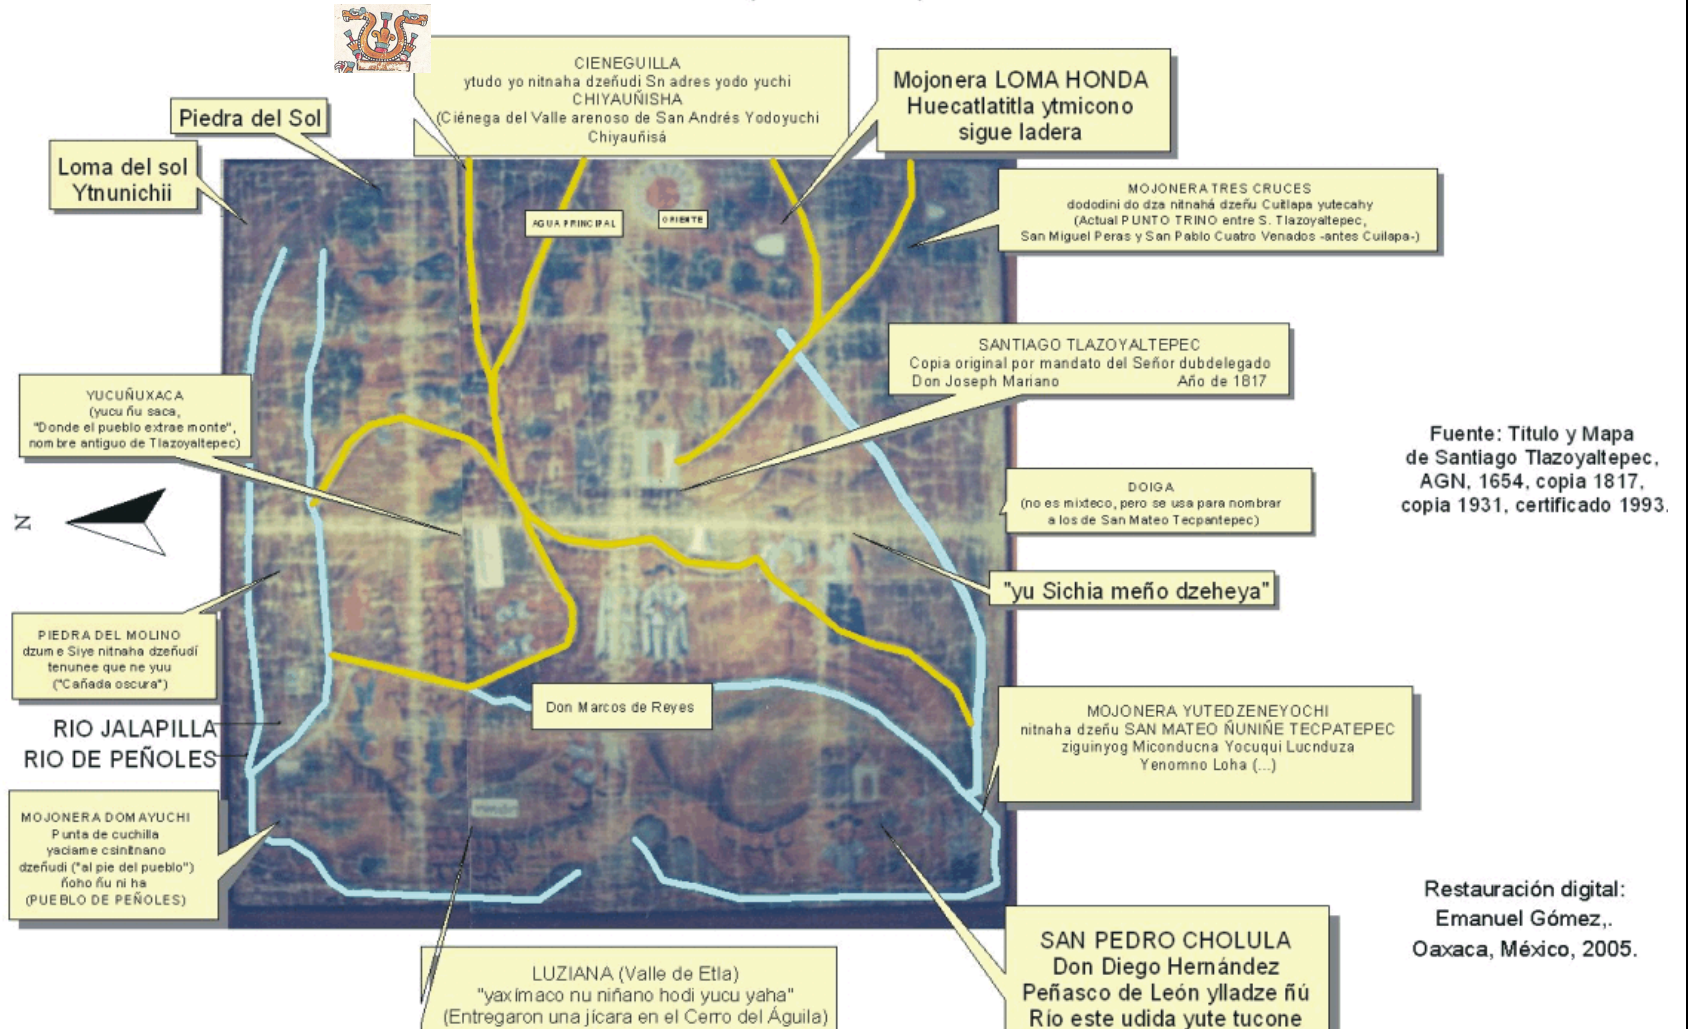 CIENEGUILLA
ytudo yo nitnaha dzeñudi Sn adres yodo yuchi
CHIYAUÑISHA
(Ciénega del Valle arenoso de San Andrés Yodoyuchi
Chiyauñisá
Mojonera LOMA HONDA
Huecatlatitla ytmicono
sigue ladera
Piedra del Sol
Loma del sol
Ytnunichii
AGUA PRINCIPAL
ORIENTE
MOJONERA TRES CRUCES
dododini do dza nitnahá dzeñu Cuitlapa yutecahy
(Actual PUNTO TRINO entre S. Tlazoyaltepec,
San Miguel Peras y San Pablo Cuatro Venados -antes Cuilapa-)
SANTIAGO TLAZOYALTEPEC
Copia original por mandato del Señor dubdelegado
Don Joseph Mariano Año de 1817
YUCUÑUXACA
(yucu ñu saca,
"Donde el pueblo extrae monte",
nombre antiguo de Tlazoyaltepec)
Fuente: Titulo y Mapa
de Santiago Tlazoyaltepec,
AGN, 1654, copia 1817,
copia 1931, certificado 1993.
DOIGA
(no es mixteco, pero se usa para nombrar
a los de San Mateo Tecpantepec)
N
"yu Sichia meño dzeheya"
PIEDRA DEL MOLINO
dzume Siye nitnaha dzeñudí
tenunee que ne yuu
("Cañada oscura")
Don Marcos de Reyes
RIO JALAPILLA
RIO DE PEÑOLES
MOJONERA YUTEDZENEYOCHI
nitnaha dzeñu SAN MATEO ÑUNIÑE TECPATEPEC
ziguinyog Miconducna Yocuqui Lucnduza
Yenomno Loha (...)
MOJONERA DOMAYUCHI
Punta de cuchilla
yaciame csinitnano
dzeñudi ("al pie del pueblo")
ñoho ñu ni ha
(PUEBLO DE PEÑOLES)
Restauración digital:
Emanuel Gómez,.
Oaxaca, México, 2005.
SAN PEDRO CHOLULA
Don Diego Hernández
Peñasco de León ylladze ñú
Río este udida yute tucone
LUZIANA (Valle de Etla)
"yaxímaco nu niñano hodi yucu yaha"
(Entregaron una jícara en el Cerro del Águila)